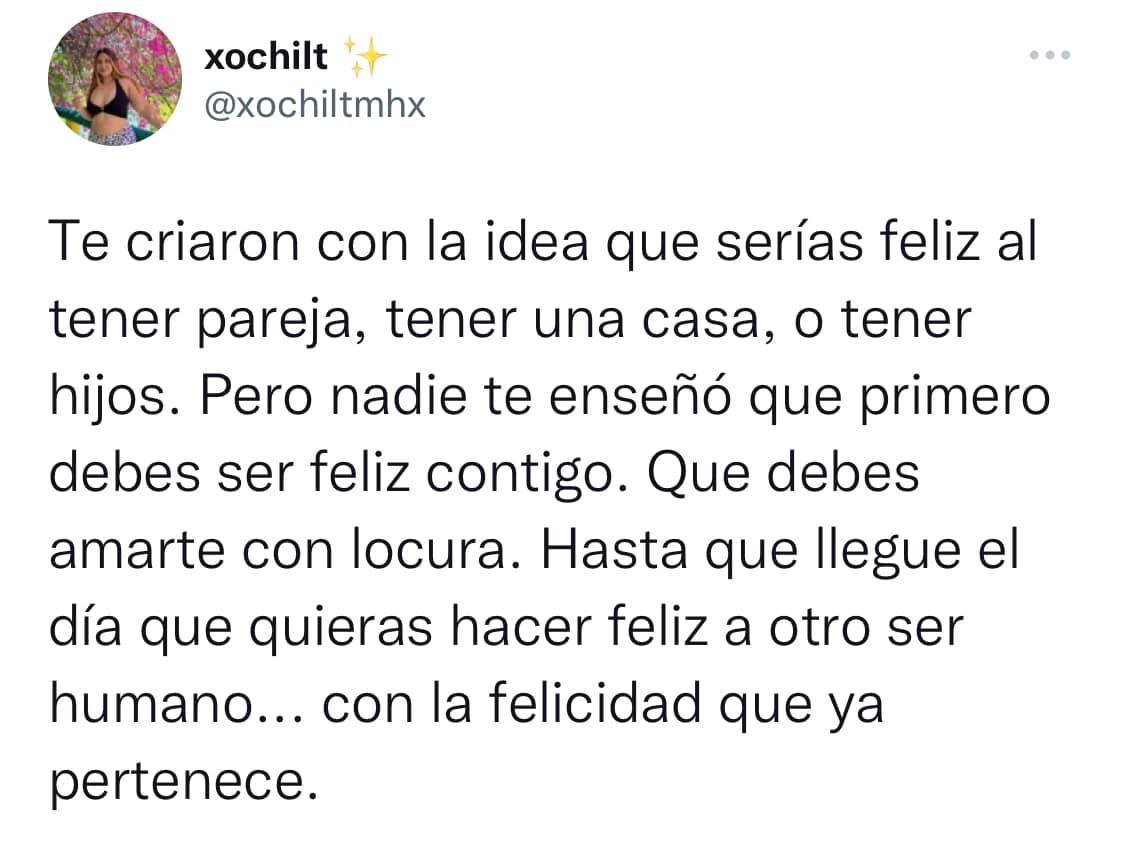 xochilt ✨
@xochiltmhx
Te criaron con la idea que serías feliz al
tener pareja, tener una casa, o tener
hijos. Pero nadie te enseñó que primero
debes ser feliz contigo. Que debes
amarte con locura. Hasta que llegue el
día que quieras hacer feliz a otro ser
humano... con la felicidad que ya
pertenece.